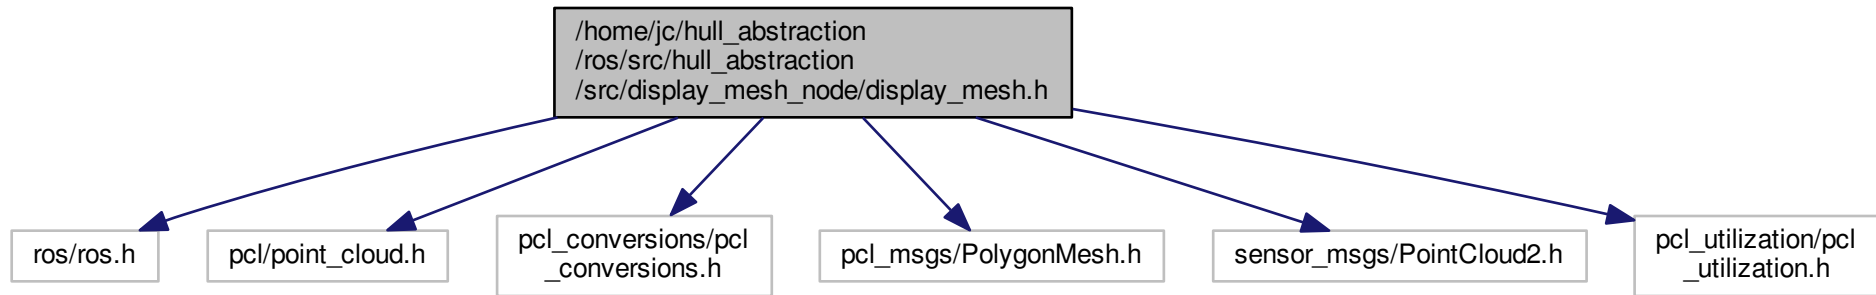 /home/jc/hull_abstraction
/ros/src/hull_abstraction
/src/display_mesh_node/display_mesh.h
ros/ros.h
pcl/point_cloud.h
pcl_conversions/pcl
_conversions.h
pcl_msgs/PolygonMesh.h
sensor_msgs/PointCloud2.h
pcl_utilization/pcl
_utilization.h